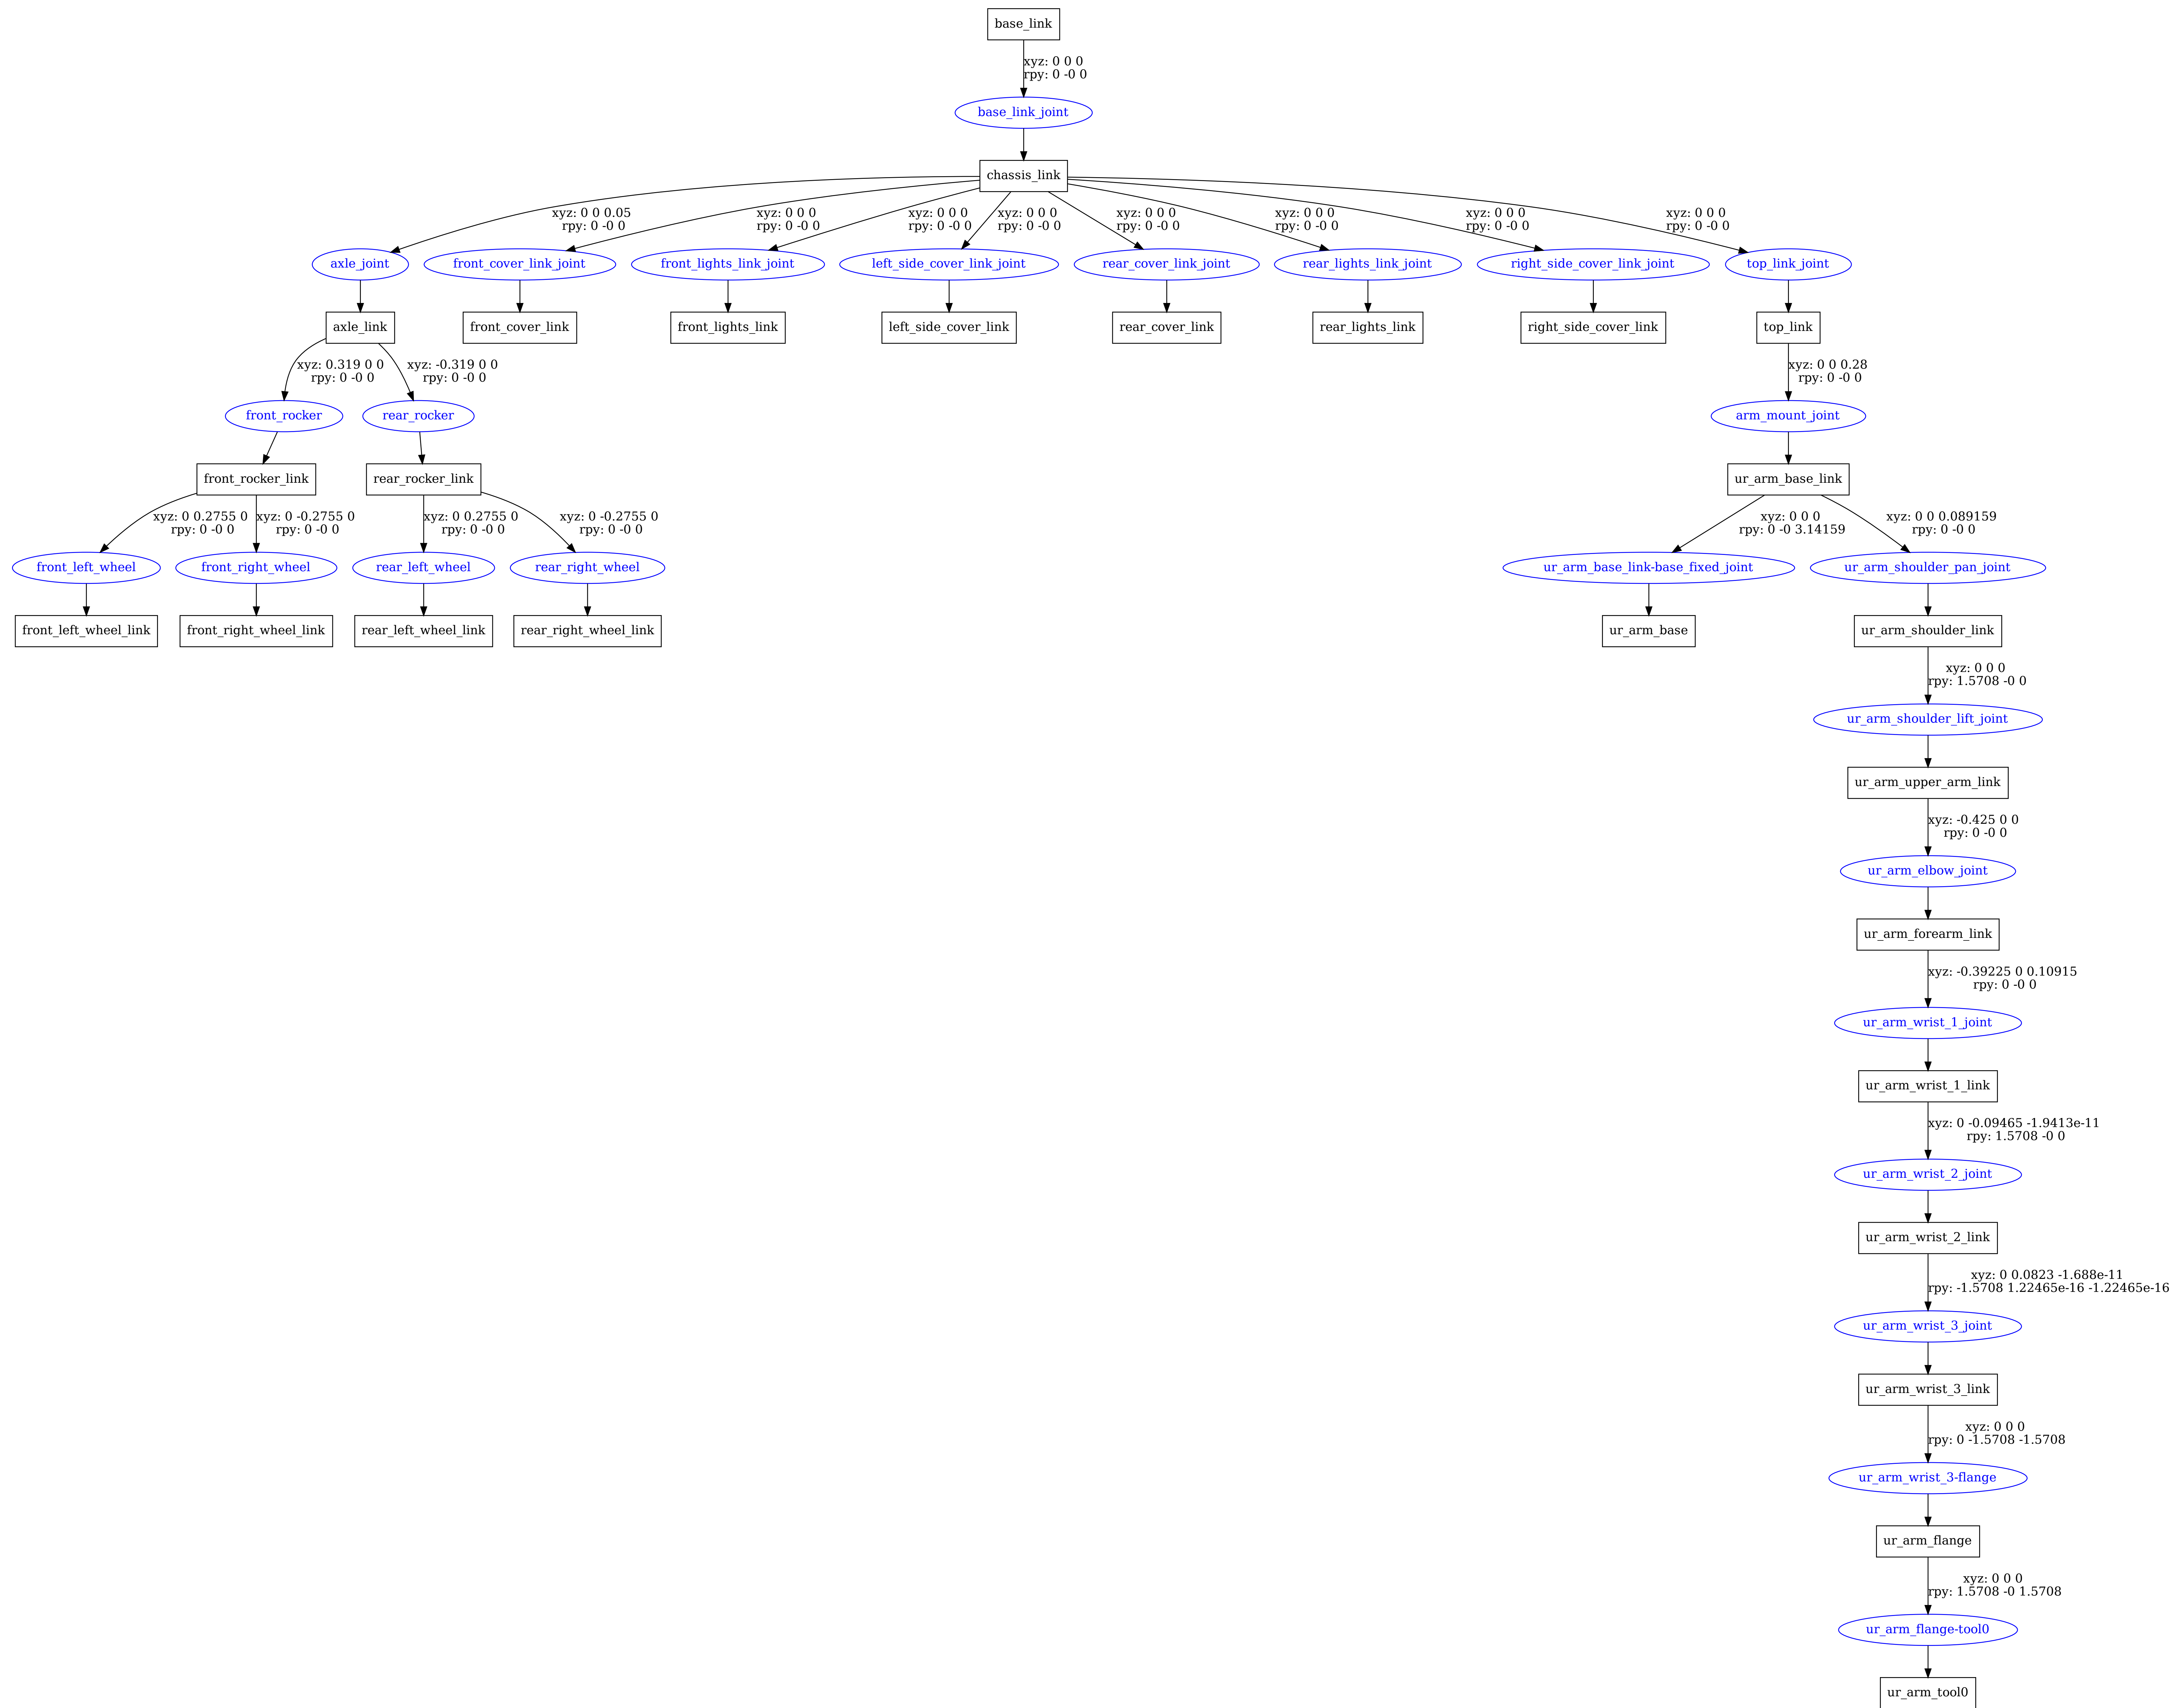 base_link
xyz: 0 0 0
rpy: 0 -0 0
base_link_joint
chassis_link
xyz: 0 0 0.05
rpy: 0 -0 0
xyz: 0 0 0
rpy: 0 -0 0
xyz: 0 0 0
rpy: 0 -0 0
xyz: 0 0 0
rpy: 0 -0 0
xyz: 0 0 0
rpy: 0 -0 0
xyz: 0 0 0
rpy: 0 -0 0
xyz: 0 0 0
rpy: 0 -0 0
xyz: 0 0 0
rpy: 0 -0 0
axle_joint
front_cover_link_joint
front_lights_link_joint
left_side_cover_link_joint
rear_cover_link_joint
rear_lights_link_joint
right_side_cover_link_joint
top_link_joint
axle_link
front_cover_link
front_lights_link
left_side_cover_link
rear_cover_link
rear_lights_link
right_side_cover_link
top_link
xyz: 0.319 0 0
rpy: 0 -0 0
xyz: -0.319 0 0
rpy: 0 -0 0
xyz: 0 0 0.28
rpy: 0 -0 0
front_rocker
rear_rocker
arm_mount_joint
front_rocker_link
rear_rocker_link
ur_arm_base_link
xyz: 0 0.2755 0
rpy: 0 -0 0
xyz: 0 -0.2755 0
rpy: 0 -0 0
xyz: 0 0.2755 0
rpy: 0 -0 0
xyz: 0 -0.2755 0
rpy: 0 -0 0
xyz: 0 0 0
rpy: 0 -0 3.14159
xyz: 0 0 0.089159
rpy: 0 -0 0
front_left_wheel
front_right_wheel
rear_left_wheel
rear_right_wheel
ur_arm_base_link-base_fixed_joint
ur_arm_shoulder_pan_joint
front_left_wheel_link
front_right_wheel_link
rear_left_wheel_link
rear_right_wheel_link
ur_arm_base
ur_arm_shoulder_link
xyz: 0 0 0
rpy: 1.5708 -0 0
ur_arm_shoulder_lift_joint
ur_arm_upper_arm_link
xyz: -0.425 0 0
rpy: 0 -0 0
ur_arm_elbow_joint
ur_arm_forearm_link
xyz: -0.39225 0 0.10915
rpy: 0 -0 0
ur_arm_wrist_1_joint
ur_arm_wrist_1_link
xyz: 0 -0.09465 -1.9413e-11
rpy: 1.5708 -0 0
ur_arm_wrist_2_joint
ur_arm_wrist_2_link
xyz: 0 0.0823 -1.688e-11
rpy: -1.5708 1.22465e-16 -1.22465e-16
ur_arm_wrist_3_joint
ur_arm_wrist_3_link
xyz: 0 0 0
rpy: 0 -1.5708 -1.5708
ur_arm_wrist_3-flange
ur_arm_flange
xyz: 0 0 0
rpy: 1.5708 -0 1.5708
ur_arm_flange-tool0
ur_arm_tool0